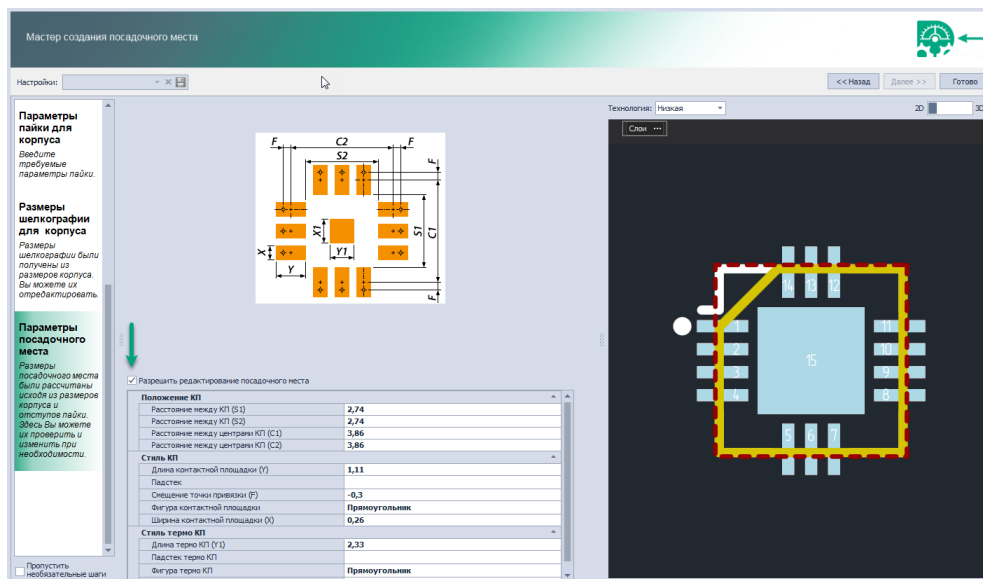 Мастер создания посадочного места
Настройки:
<< Назад
Далее >>
Готово
Параметры
пайки для
корпуса
Введите
требуемые
параметры пайки.
Размеры
шелкографии
для корпуса
Размеры
шелкографии были
получены из
размеров корпуса.
Вы можете их
отредактировать.
Параметры
посадочного
места
Размеры
посадочного места
были рассчитаны
исходя из размеров
корпуса и
отступов пайки.
Здесь Вы можете
их проверить и
изменить при
необходимости.
Пропустить
необязательные шаги
F C2 F
S2
F
X1
S1 C1
X
Y1
Y
F
Разрешить редактирование посадочного места
Положение КП
Расстояние между КП (S1) 2,74
Расстояние между КП (S2) 2,74
Расстояние между центрами КП (C1) 3,86
Расстояние между центрами КП (C2) 3,86
Стиль КП
Длина контактной площадки (Y) 1,11
Падстек
Смещение точки привязки (F) -0,3
Фигура контактной площадки Прямоугольник
Ширина контактной площадки (X) 0,26
Стиль термо КП
Длина термо КП (Y1) 2,33
Падстек термо КП
Фигура термо КП Прямоугольник
Технология: Низкая 2D 3D
Слои ...
14 13 12
1 11
2 10
15
3 9
4 8
5 6 7